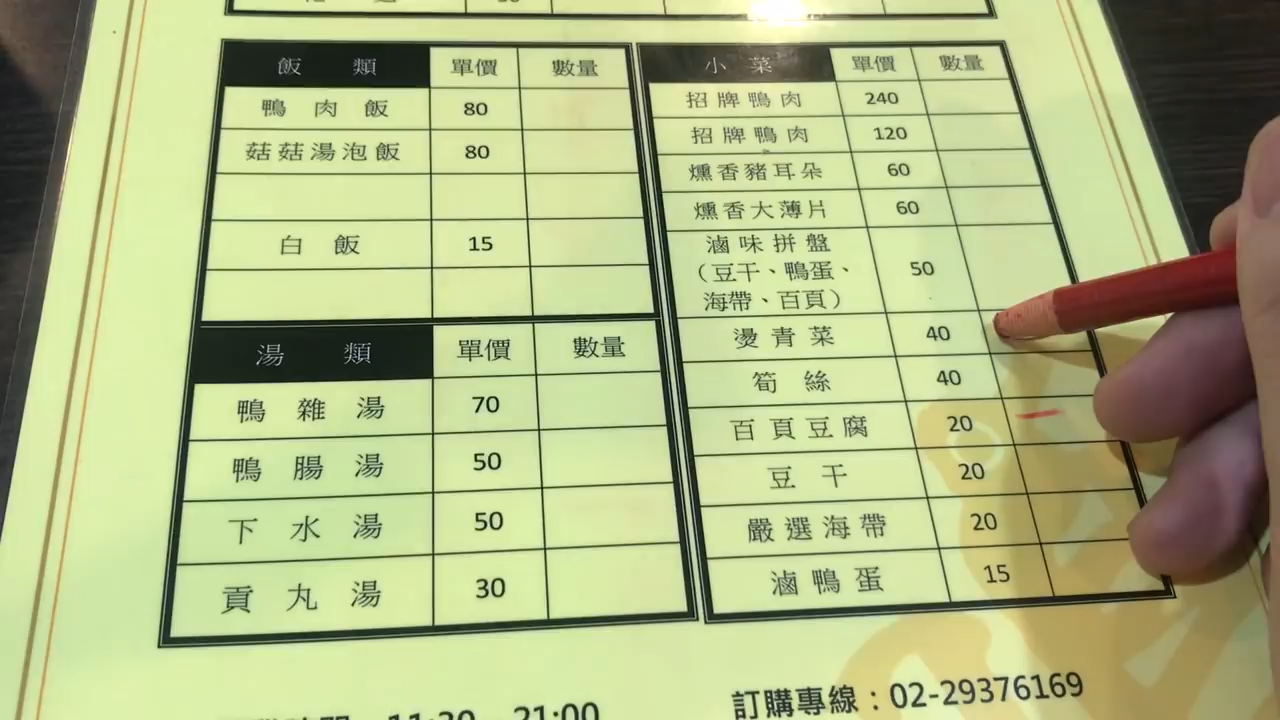 飯類 單價 數量
鴨肉飯 80
菇菇湯泡飯 80
白飯 15
湯類 單價 數量
鴨雜湯 70
鴨腸湯 50
下水湯 50
貢丸湯 30
小菜 單價 數量
招牌鴨肉 240
招牌鴨肉 120
燻香豬耳朵 60
燻香大薄片 60
滷味拼盤
（豆干、鴨蛋、 50
海帶、百頁）
燙青菜 40
筍絲 40
百頁豆腐 20
豆干 20
嚴選海帶 20
滷鴨蛋 15
訂購專線：02-29376169
21:00